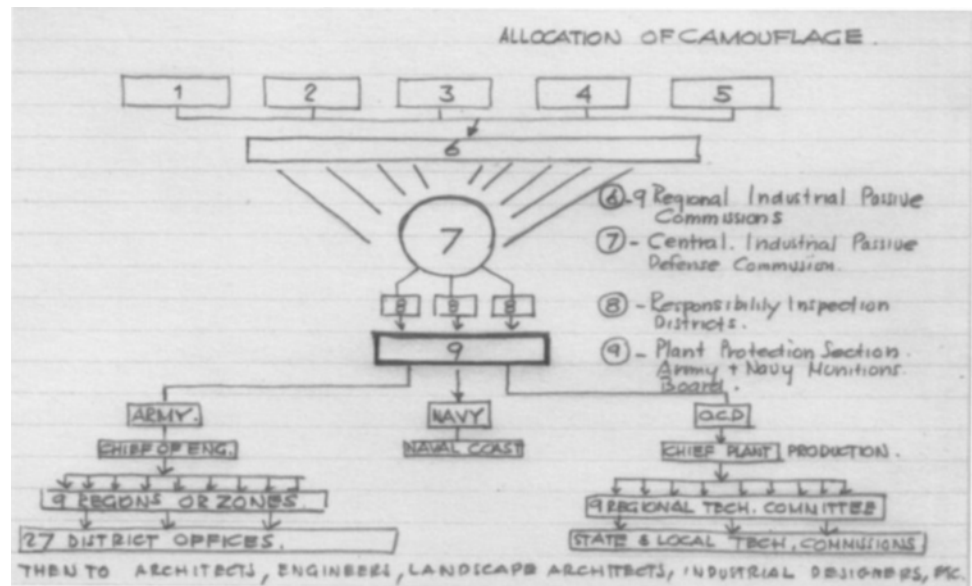 ALLOCATION OF CAMOUFLAGE.
1 2 3 4 5
6
7
8 8 8
9
⑥-9 Regional Industrial Passive
Commissions
⑦- Central. Industrial Passive
Defense Commission.
⑧-Responsibility Inspection
Districts.
⑨- Plant Protection Section.
Army + Navy Munitions
Board.
ARMY. NAVY O.C.D
CHIEF OF ENG. NAVAL COAST CHIEF PLANT PRODUCTION.
9 REGIONS OR ZONES. 9 REGIONAL TECH. COMMITTEE
27 DISTRICT OFFICES. STATE & LOCAL TECH. COMMISSIONS
THEN TO ARCHITECTS, ENGINEERS, LANDSCAPE ARCHITECTS, INDUSTRIAL DESIGNERS, ETC.